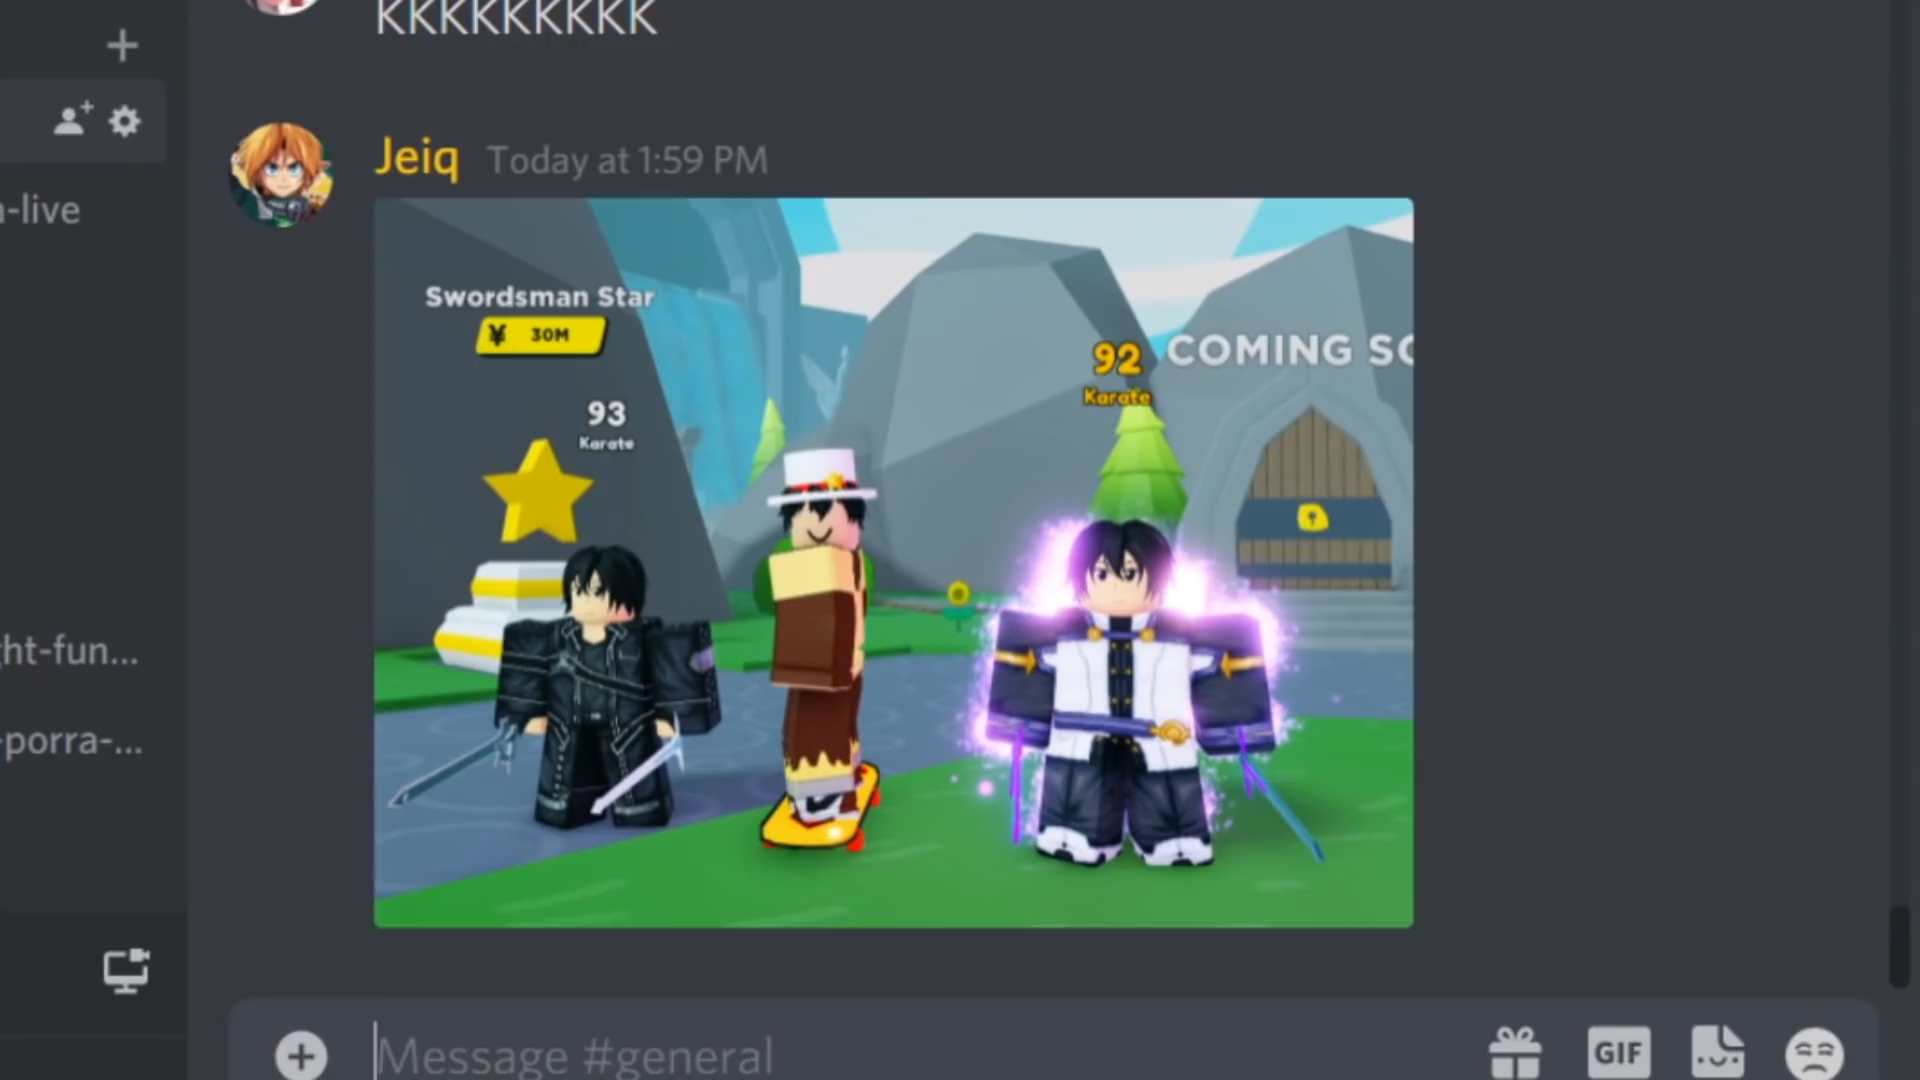 KKKKKKKKK
Jeiq Today at 1:59 PM
-live
Swordsman Star
¥ 30M
93
Karate
92
Karate
COMING SO
ht-fun...
-porra-...
Message #general
GIF